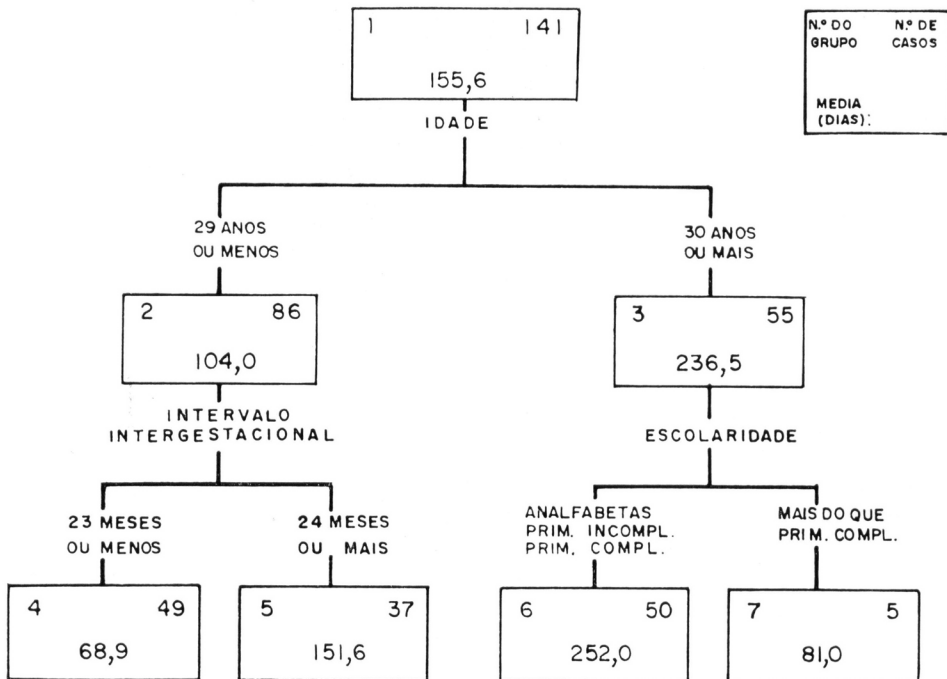 1 141
155,6
N.º DO N.º DE
GRUPO CASOS
MEDIA
(DIAS):
IDADE
29 ANOS
OU MENOS
30 ANOS
OU MAIS
2 86
104,0
3 55
236,5
INTERVALO
INTERGESTACIONAL
ESCOLARIDADE
23 MESES
OU MENOS
24 MESES
OU MAIS
ANALFABETAS
PRIM. INCOMPL.
PRIM. COMPL.
MAIS DO QUE
PRIM. COMPL.
4 49
68,9
5 37
151,6
6 50
252,0
7 5
81,0